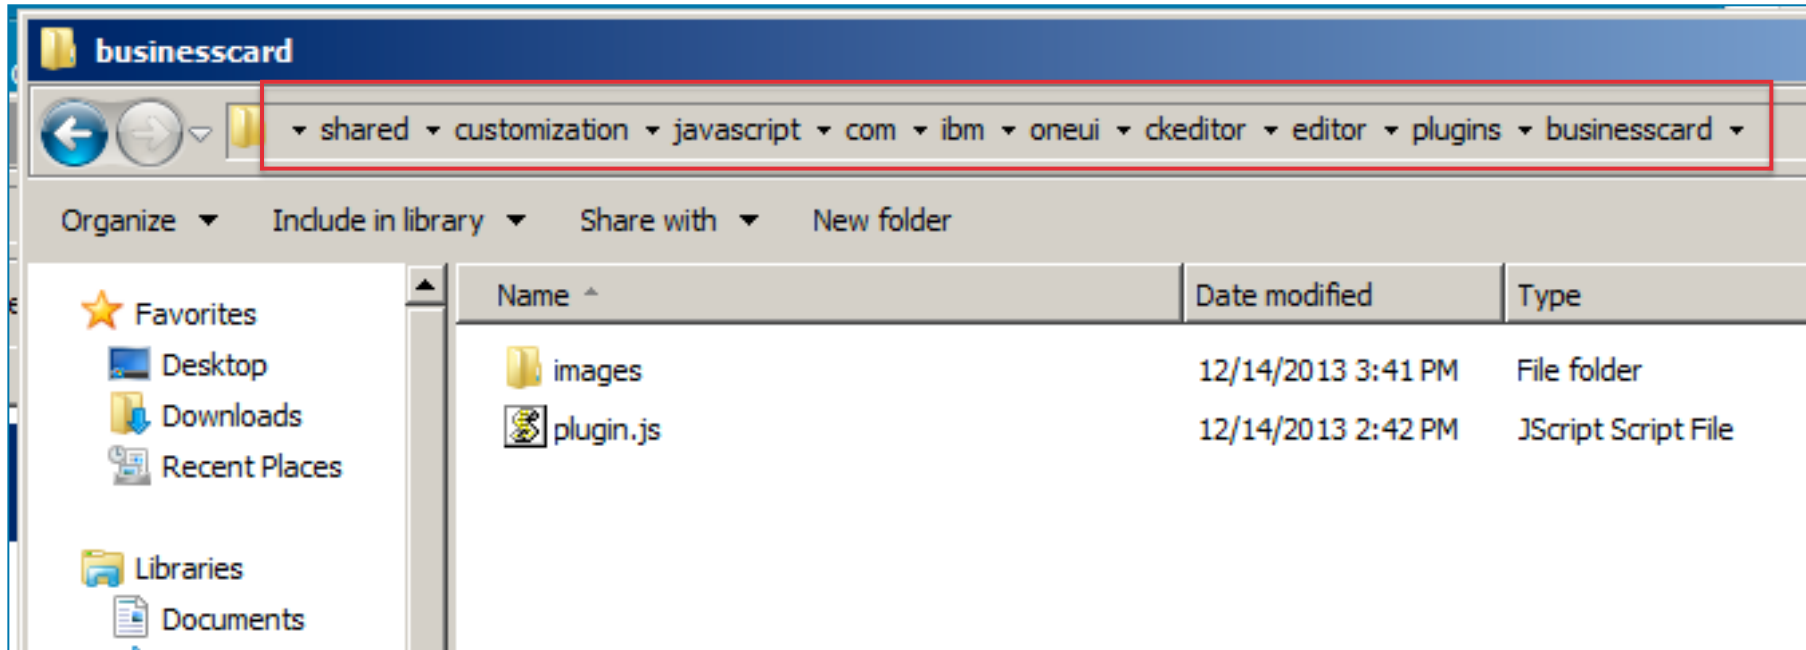 businesscard
shared customization javascript com ibm oneui ckeditor editor plugins businesscard
Organize Include in library Share with New folder
Name Date modified Type
Favorites
Desktop
Downloads
Recent Places
Libraries
Documents
images 12/14/2013 3:41 PM File folder
plugin.js 12/14/2013 2:42 PM JScript Script File